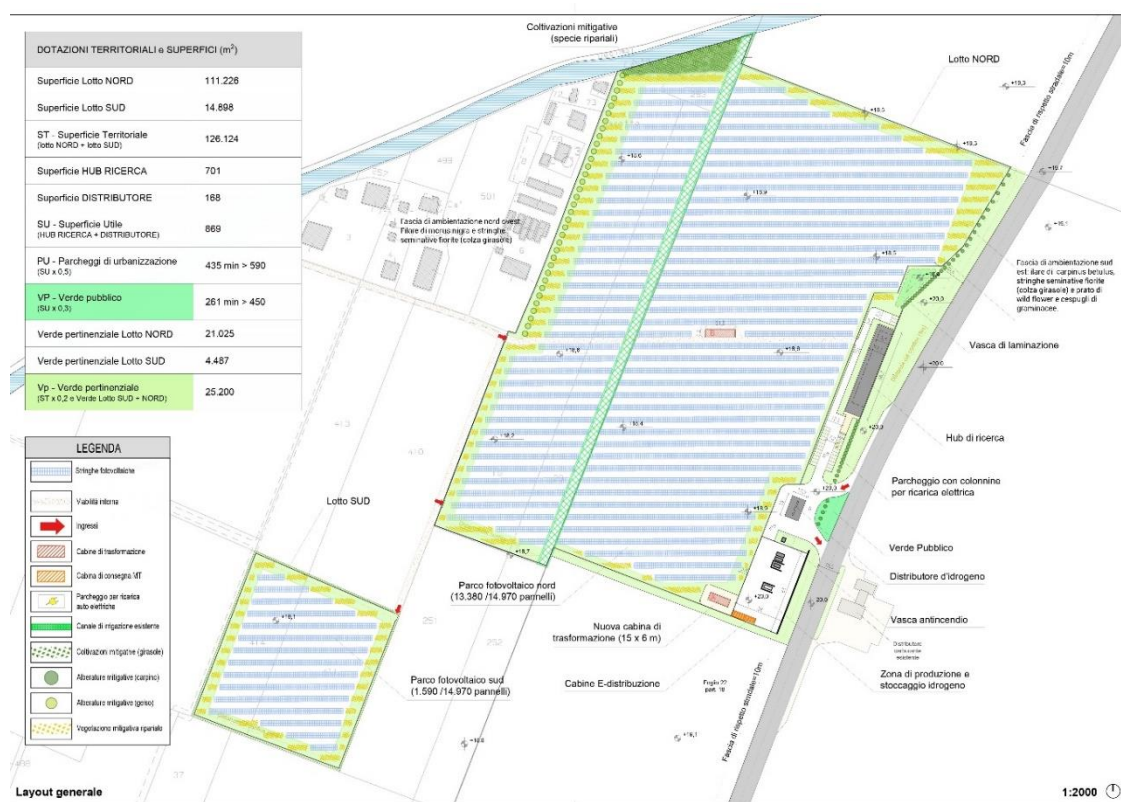 Coltivazioni mitigative
(specie ripariali)
Lotto NORD
DOTAZIONI TERRITORIALI e SUPERFICI (m²)
Superficie Lotto NORD 111.226
Superficie Lotto SUD 14.898
ST - Superficie Territoriale 126.124
(lotto NORD + lotto SUD)
Superficie HUB RICERCA 701
Superficie DISTRIBUTORE 168
SU - Superficie Utile 869
(HUB RICERCA + DISTRIBUTORE)
PU - Parcheggi di urbanizzazione 435 min > 590
(SU x 0,5)
VP - Verde pubblico 261 min > 450
(SU x 0,3)
Verde pertinenziale Lotto NORD 21.025
Verde pertinenziale Lotto SUD 4.487
Vp - Verde pertinenziale 25.200
(ST x 0,2 e Verde Lotto SUD + NORD)
Fascia di rispetto stradale=10m
fascia di ambientazione nord ovest
Filare di morus nigra e stringhe
seminative fiorite (colza girasole)
Fascia di ambientazione sud
est: ilare di carpinus betulus,
stringhe seminative fiorite
(colza girasole) e prato di
wild flower e cespugli di
graminacee.
Vasca di laminazione
Hub di ricerca
Parcheggio con colonnine
per ricarica elettrica
Verde Pubblico
Distributore d'idrogeno
Vasca antincendio
Zona di produzione e
stoccaggio idrogeno
Lotto SUD
Parco fotovoltaico nord
(13.380 /14.970 pannelli)
Nuova cabina di
trasformazione (15 x 6 m)
Cabine E-distribuzione
Parco fotovoltaico sud
(1.590 /14.970 pannelli)
Foglio 22
part. 18
Fascia di rispetto stradale=10m
LEGENDA
Stringhe fotovoltaiche
Viabilità interna
Ingressi
Cabine di trasformazione
Cabina di consegna MT
Parcheggio per ricarica
auto elettriche
Canale di irrigazione esistente
Coltivazioni mitigative (girasole)
Alberature mitigative (carpino)
Alberature mitigative (gelso)
Vegetazione mitigativa ripariale
Layout generale
1:2000